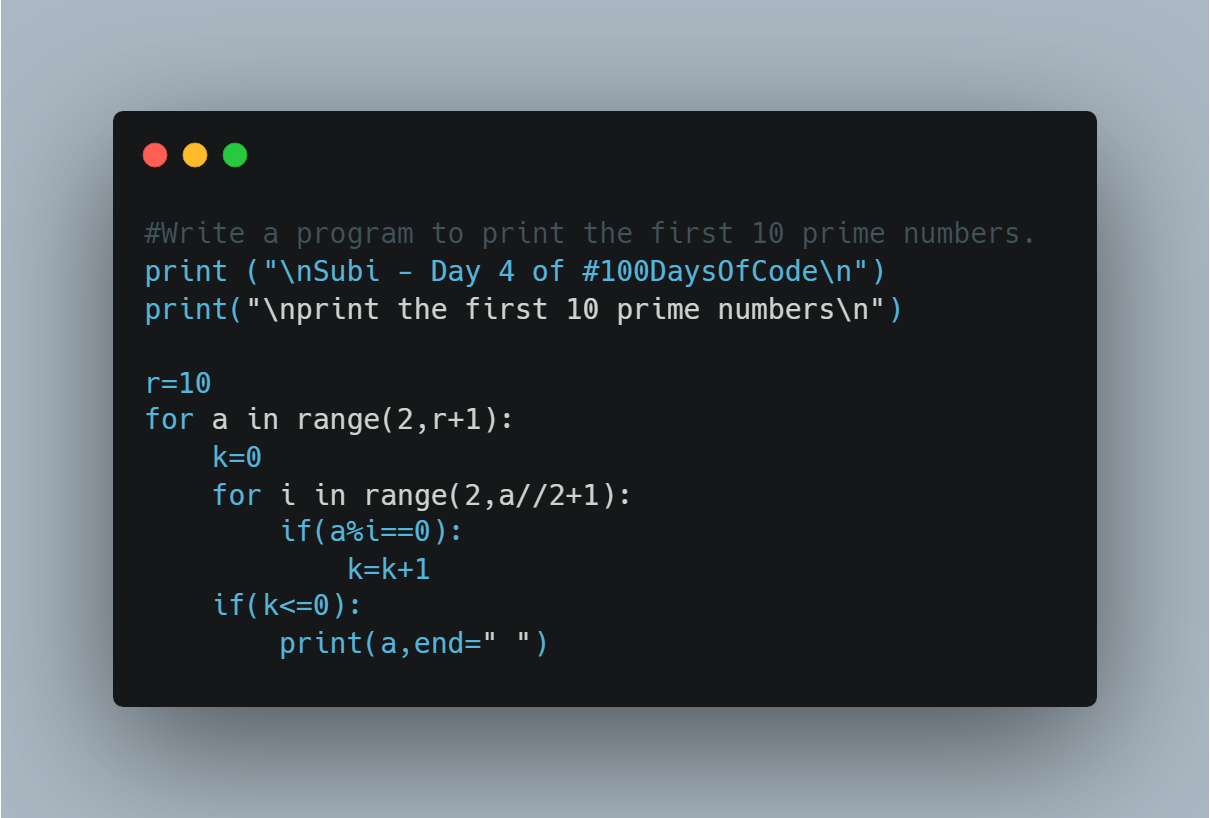 #Write a program to print the first 10 prime numbers.
print ("\nSubi - Day 4 of #100DaysOfCode\n")
print("\nprint the first 10 prime numbers\n")

r=10
for a in range(2,r+1):
    k=0
    for i in range(2,a//2+1):
        if(a%i==0):
            k=k+1
    if(k<=0):
        print(a,end=" ")